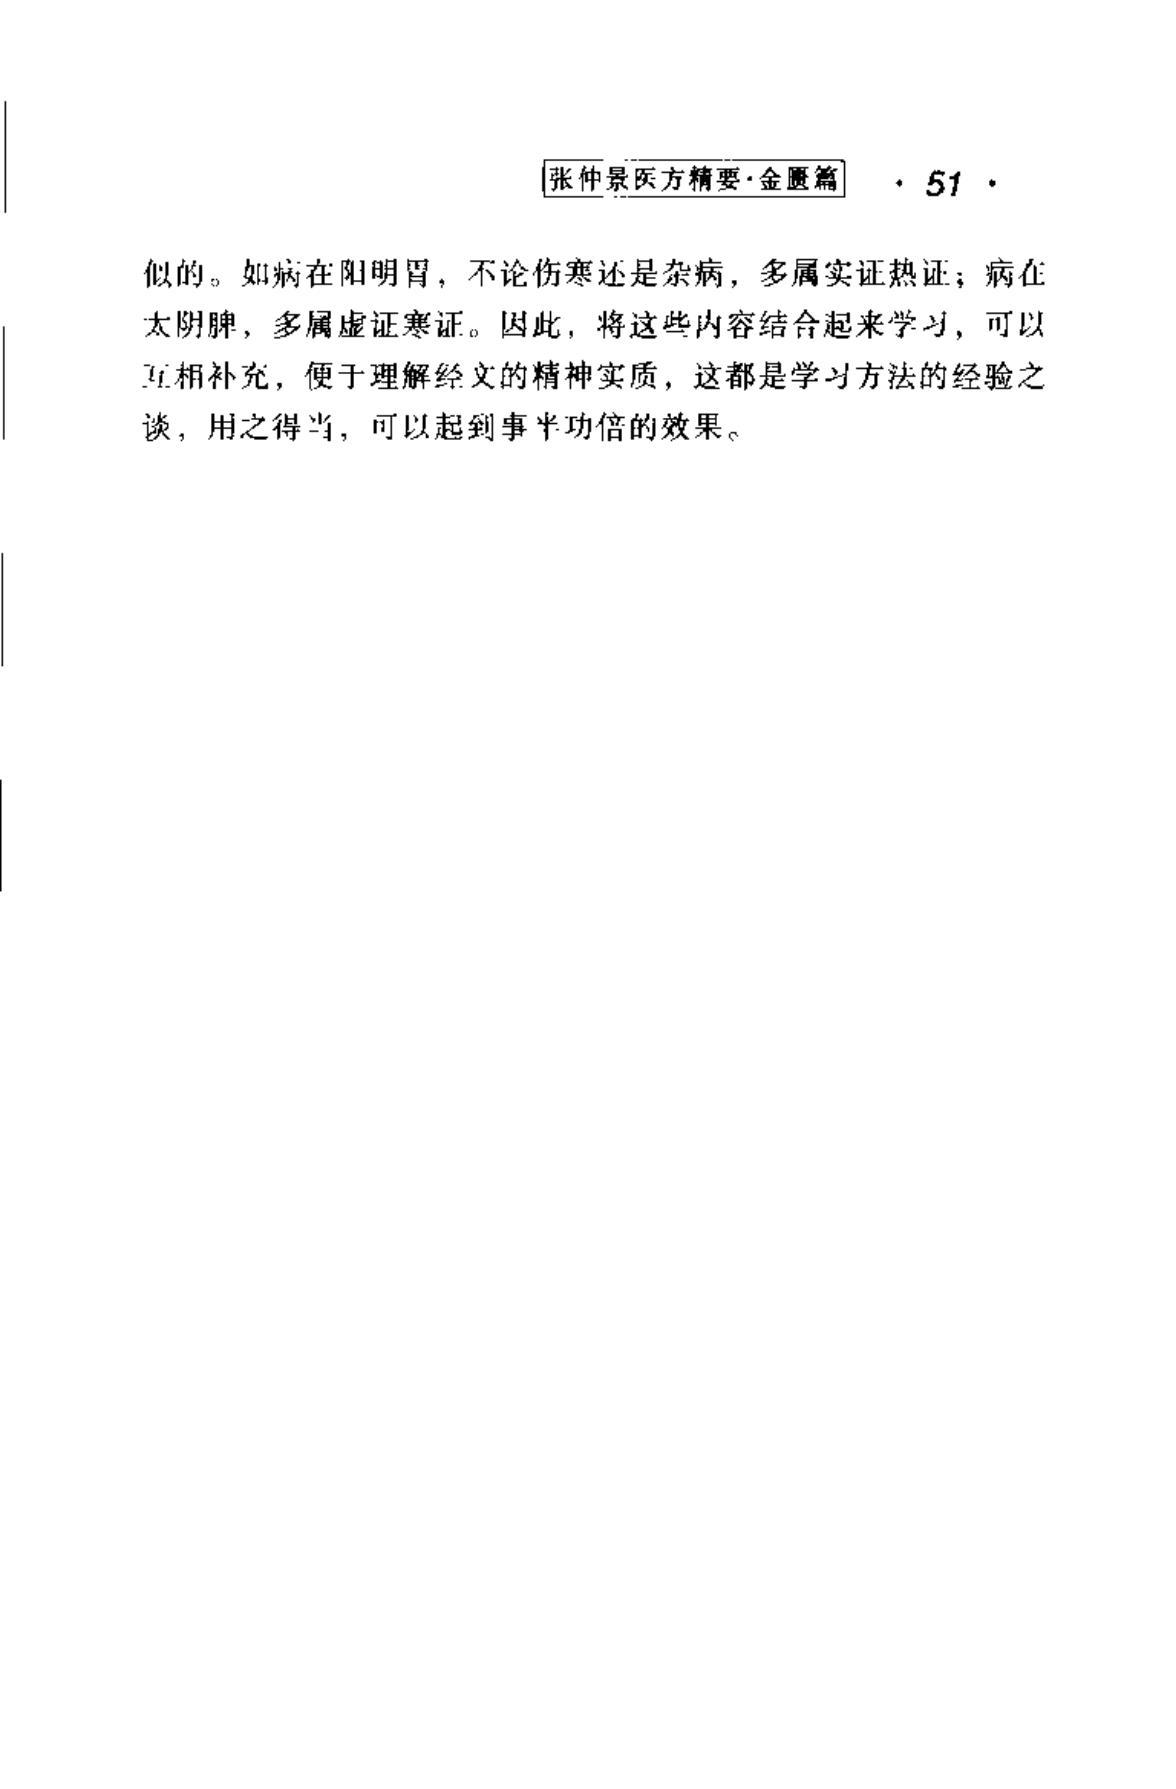 张仲景医方精要·金匮篇 · 51 ·
似的。如病在阳明胃，不论伤寒还是杂病，多属实证热证；病在
太阴脾，多属虚证寒证。因此，将这些内容结合起来学习，可以
互相补充，便于理解经文的精神实质，这都是学习方法的经验之
谈，用之得当，可以起到事半功倍的效果。